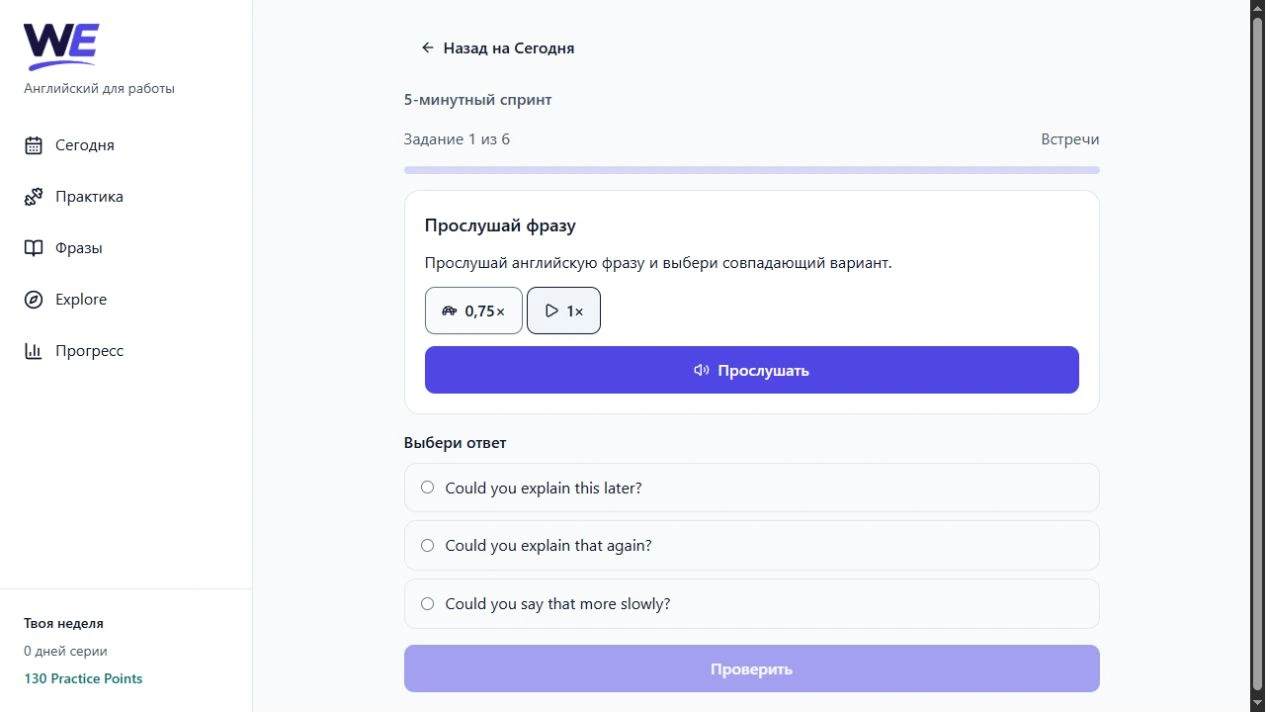 WE
Английский для работы
Сегодня
Практика
Фразы
Explore
Прогресс
Твоя неделя
0 дней серии
130 Practice Points
Назад на Сегодня
5-минутный спринт
Задание 1 из 6
Встречи
Прослушай фразу
Прослушай английскую фразу и выбери совпадающий вариант.
0,75×
1×
Прослушать
Выбери ответ
Could you explain this later?
Could you explain that again?
Could you say that more slowly?
Проверить